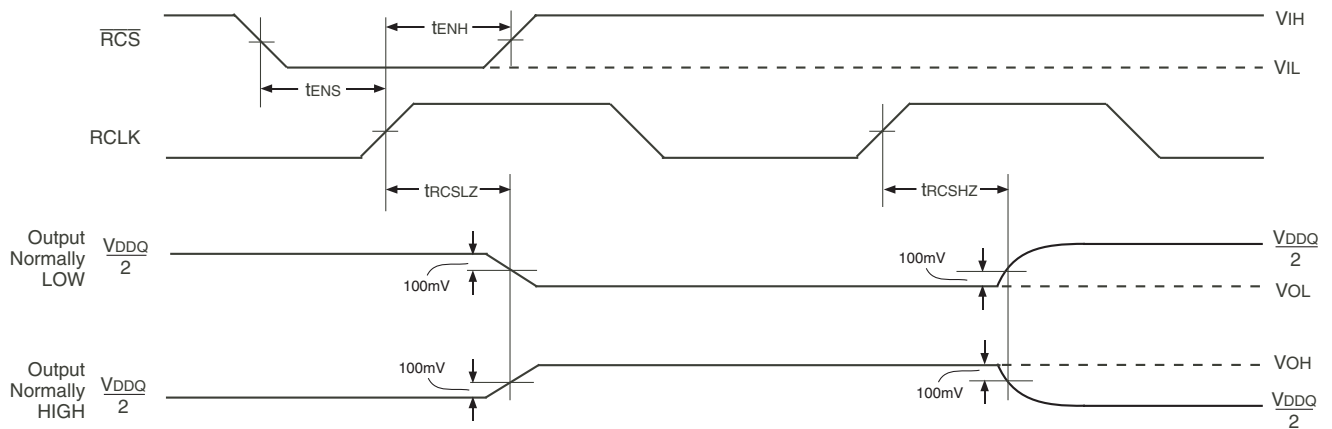 tENH
VIH
RCS
VIL
tENS
RCLK
tRCSLZ
tRCSHZ
Output
Normally
LOW
VDDQ
2
100mV
100mV
VDDQ
2
VOL
Output
Normally
HIGH
VDDQ
2
100mV
100mV
VOH
VDDQ
2